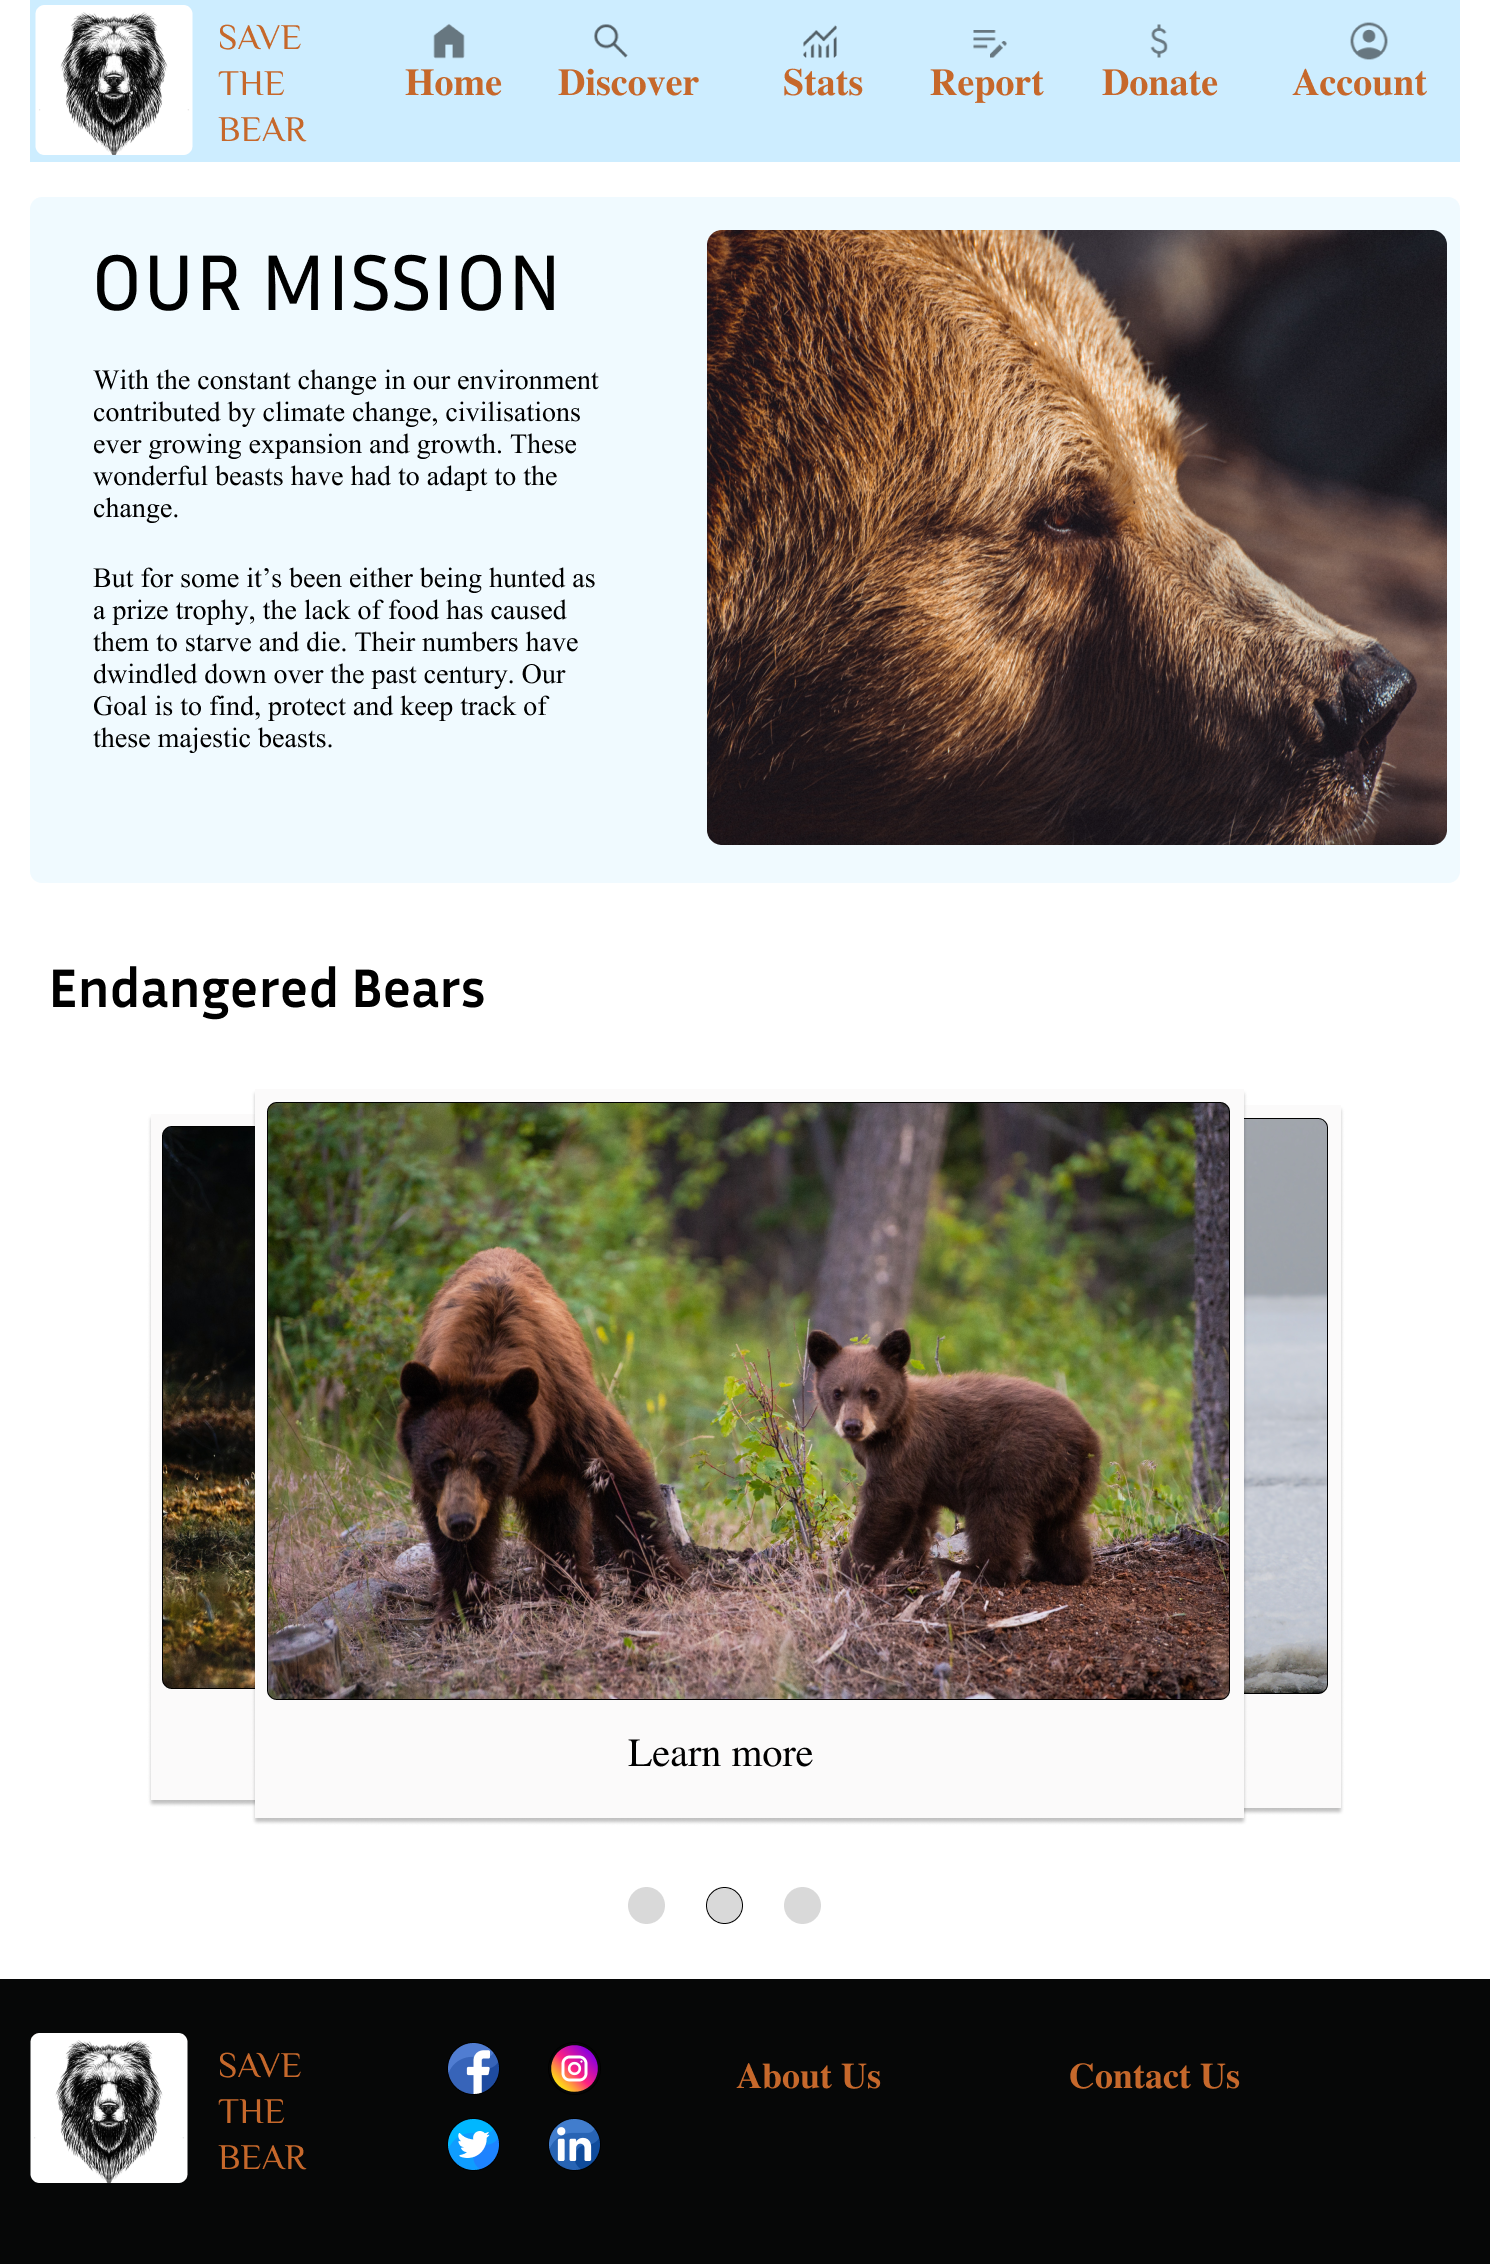 SAVE
THE
BEAR
Home
Discover
Stats
Report
Donate
Account
OUR MISSION
With the constant change in our environment
contributed by climate change, civilisations
ever growing expansion and growth. These
wonderful beasts have had to adapt to the
change.
But for some it’s been either being hunted as
a prize trophy, the lack of food has caused
them to starve and die. Their numbers have
dwindled down over the past century. Our
Goal is to find, protect and keep track of
these majestic beasts.
Endangered Bears
Learn more
SAVE
THE
BEAR
About Us
Contact Us